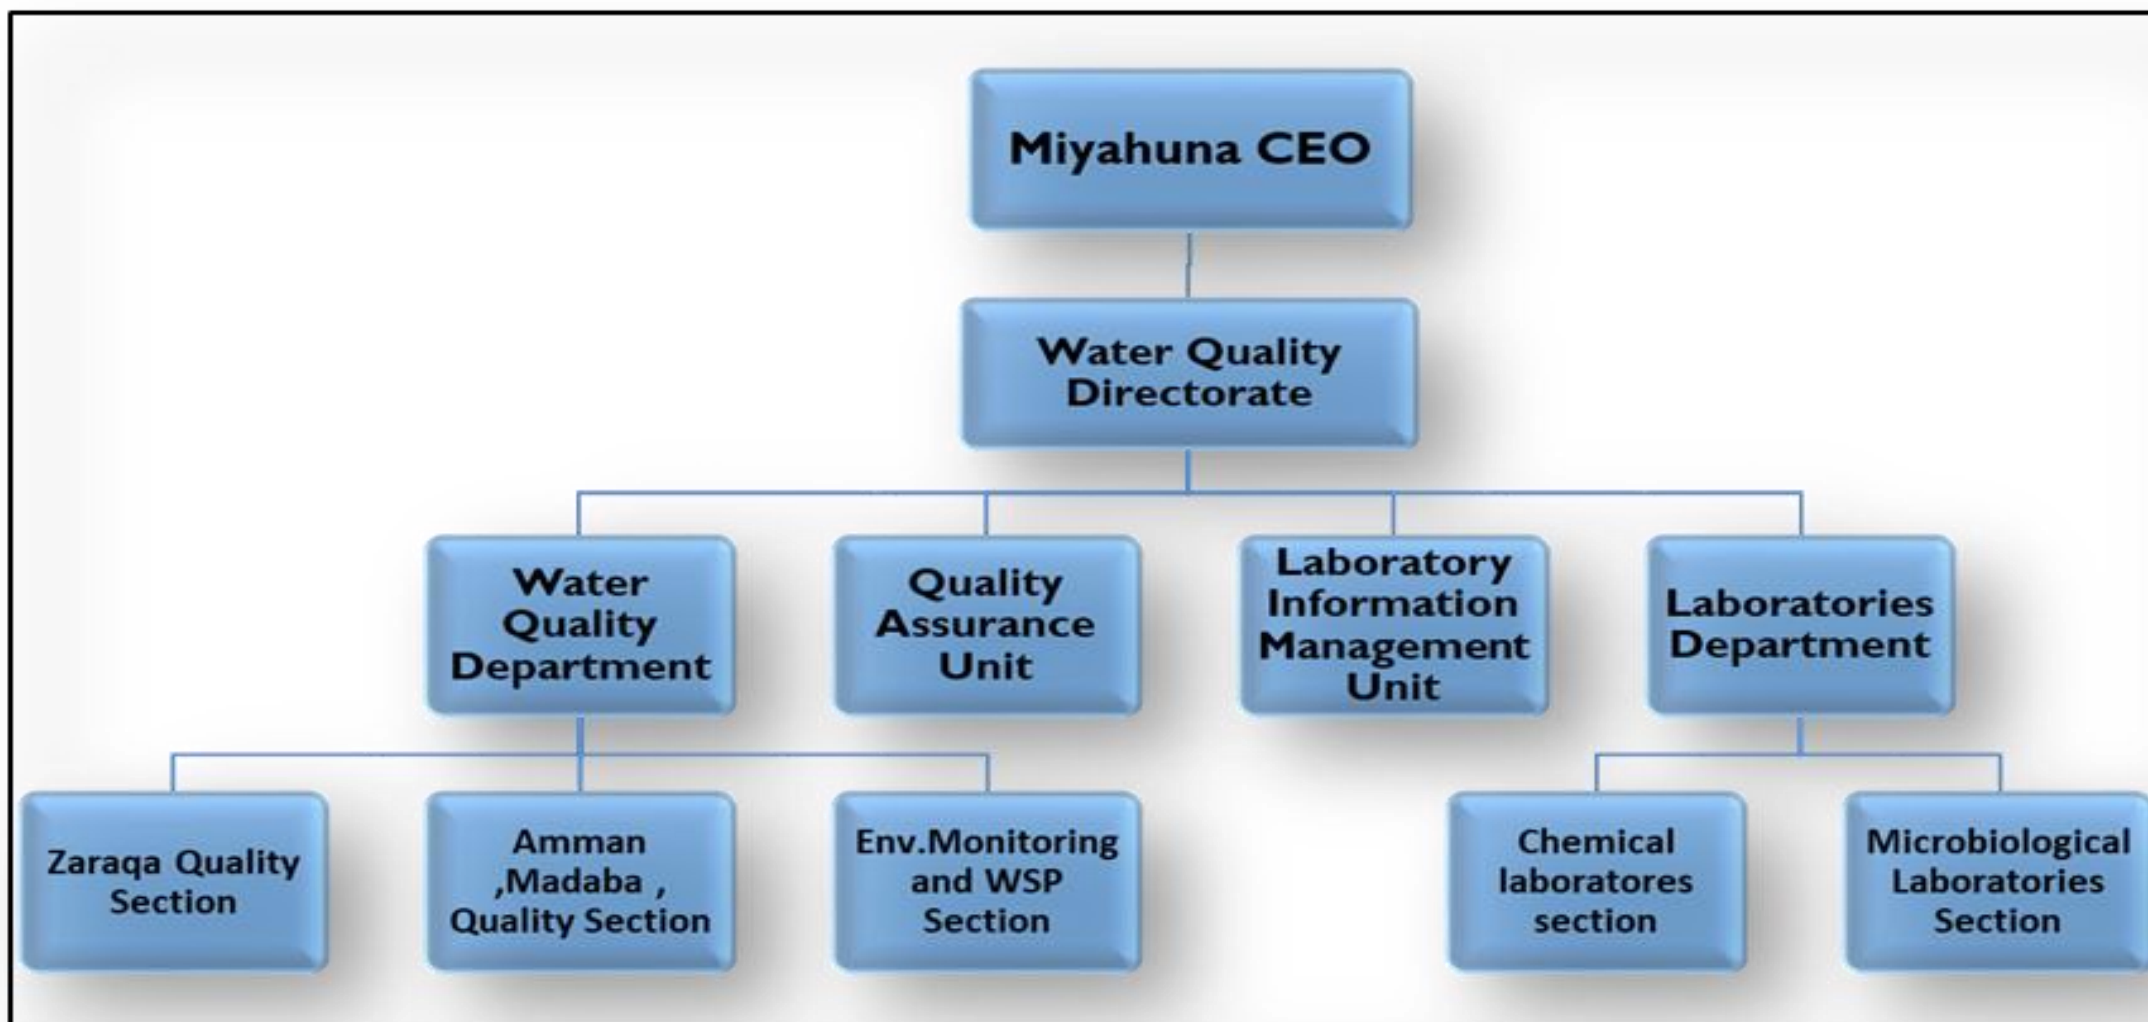 Miyahuna CEO
Water Quality
Directorate
Water
Quality
Department
Quality
Assurance
Unit
Laboratory
Information
Management
Unit
Laboratories
Department
Zaraqa Quality
Section
Amman
,Madaba ,
Quality Section
Env.Monitoring
and WSP
Section
Chemical
laboratores
section
Microbiological
Laboratories
Section